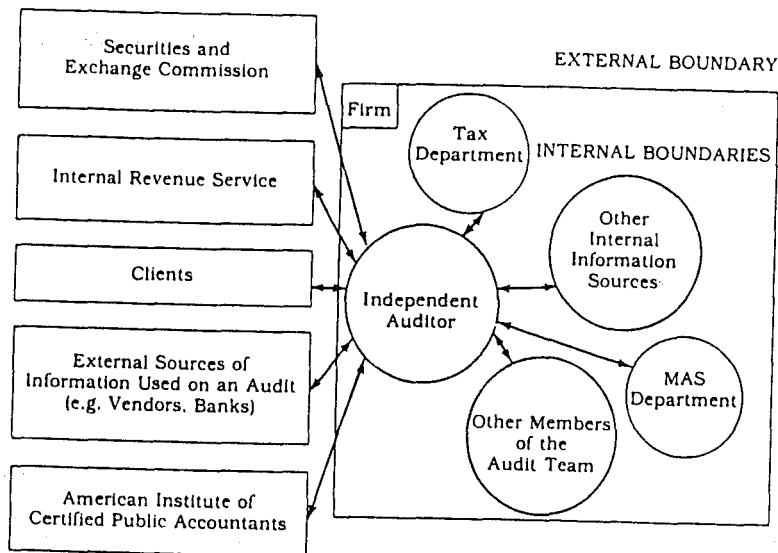 Securities and
Exchange Commission
Internal Revenue Service
Clients
External Sources of
Information Used on an Audit
(e.g. Vendors, Banks)
American Institute of
Certified Public Accountants
EXTERNAL BOUNDARY
Firm
Tax
Department
INTERNAL BOUNDARIES
Other
Internal
Information
Sources
Independent
Auditor
MAS
Department
Other Members
of the
Audit Team